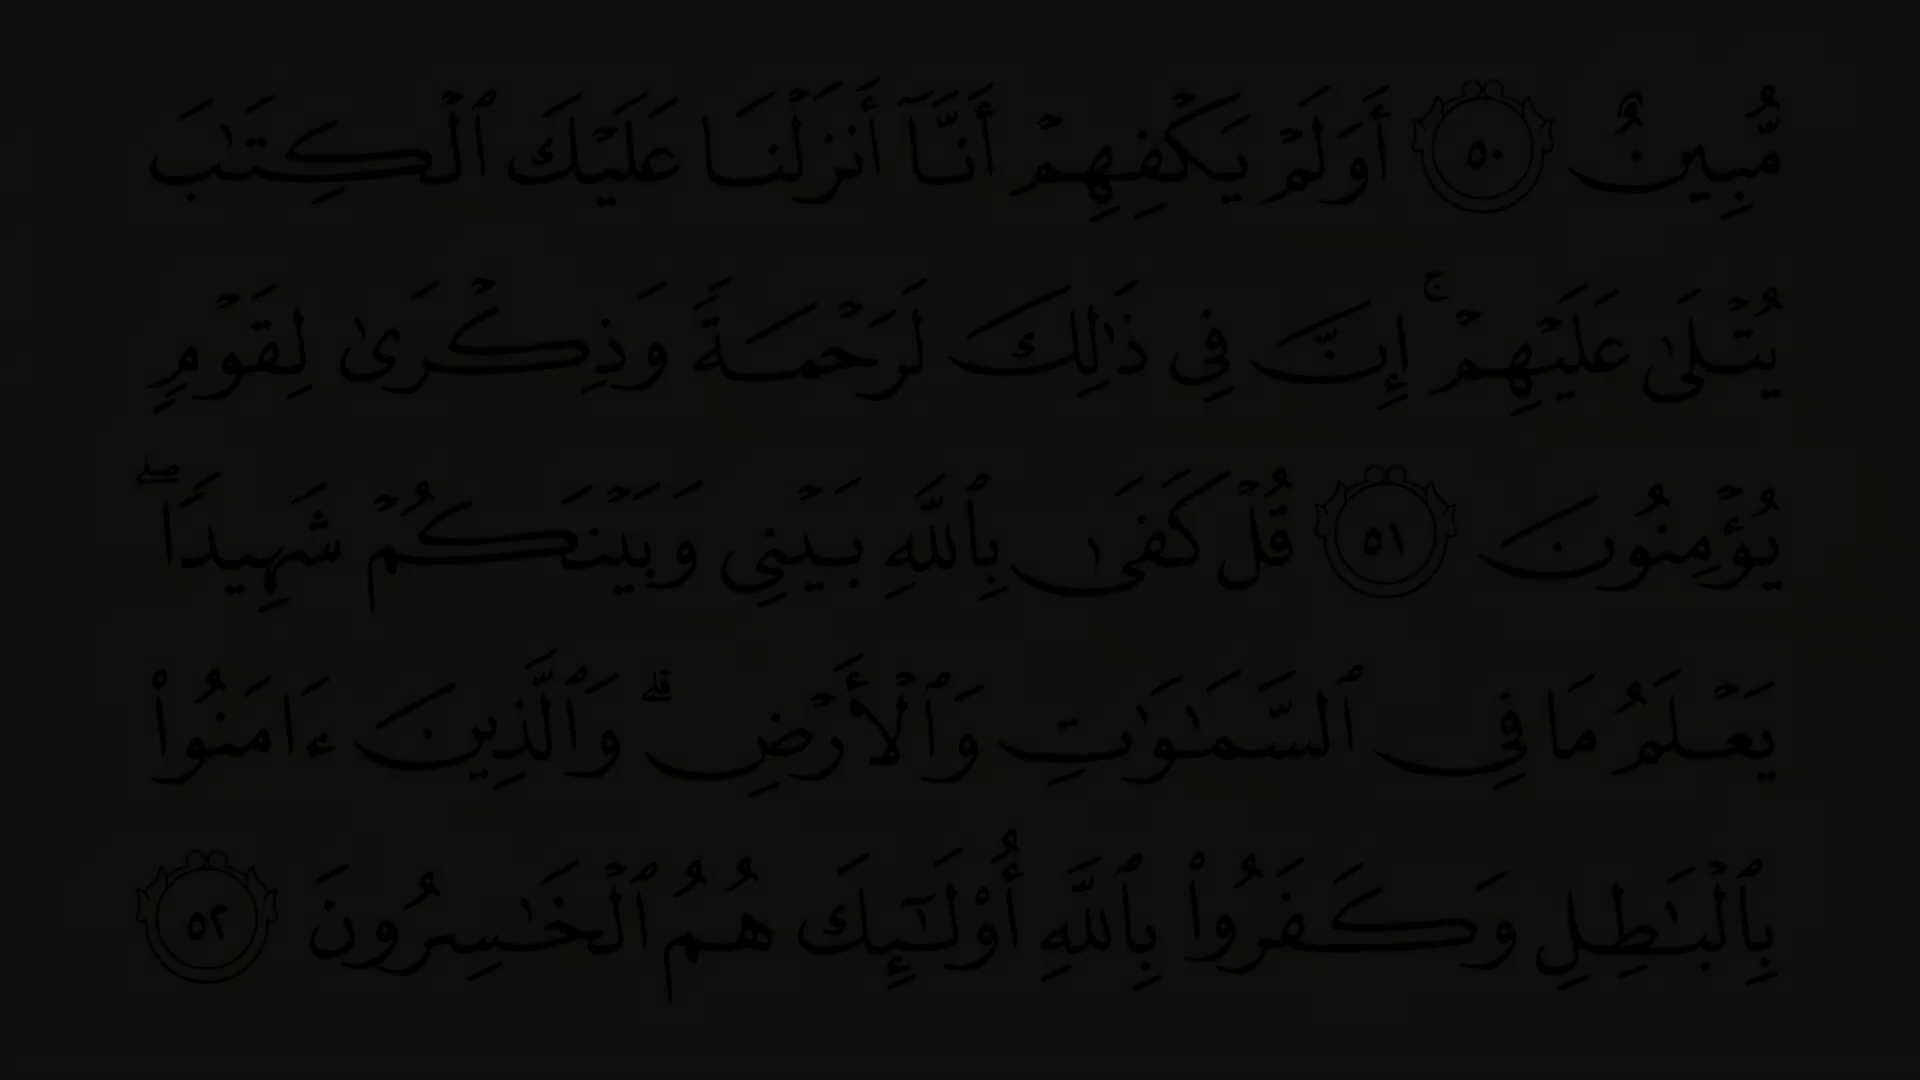 مُّبِينٌ ٥٠ أَوَلَمْ يَكْفِهِمْ أَنَّآ أَنزَلْنَا عَلَيْكَ ٱلْكِتَٰبَ
يُتْلَىٰ عَلَيْهِمْ ۚ إِنَّ فِى ذَٰلِكَ لَرَحْمَةً وَذِكْرَىٰ لِقَوْمٍ
يُؤْمِنُونَ ٥١ قُلْ كَفَىٰ بِٱللَّهِ بَيْنِى وَبَيْنَكُمْ شَهِيدًا ۖ
يَعْلَمُ مَا فِى ٱلسَّمَٰوَٰتِ وَٱلْأَرْضِ ۗ وَٱلَّذِينَ ءَامَنُوا۟
بِٱلْبَٰطِلِ وَكَفَرُوا۟ بِٱللَّهِ أُو۟لَٰٓئِكَ هُمُ ٱلْخَٰسِرُونَ ٥٢